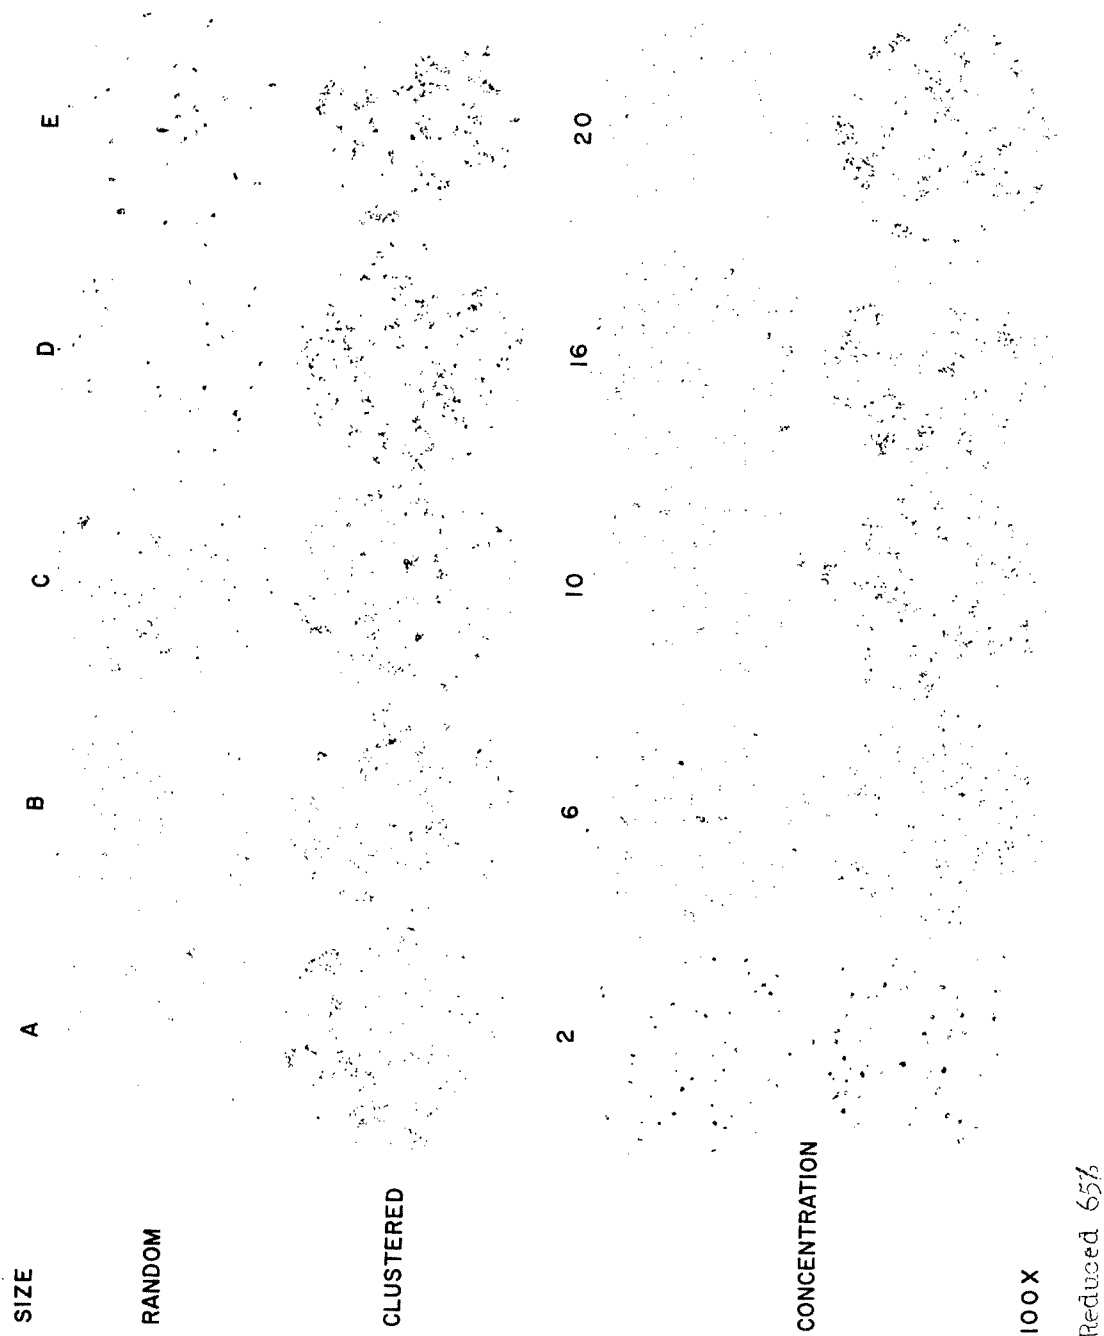 SIZE A B C D E
RANDOM
CLUSTERED
2 6 10 16 20
CONCENTRATION
100X
Reduced 65%